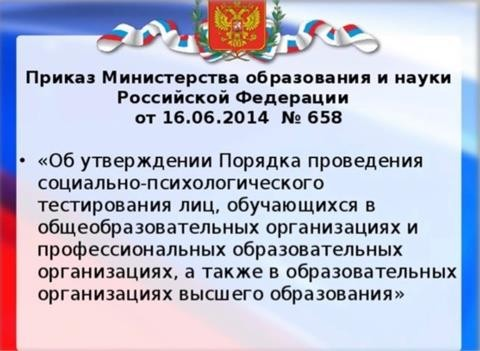 Приказ Министерства образования и науки
Российской Федерации
от 16.06.2014 № 658
• «Об утверждении Порядка проведения
социально-психологического
тестирования лиц, обучающихся в
общеобразовательных организациях и
профессиональных образовательных
организациях, а также в образовательных
организациях высшего образования»